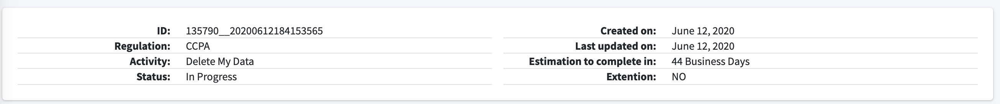 ID: 135790__20200612184153565
Regulation: CCPA
Activity: Delete My Data
Status: In Progress
Created on: June 12, 2020
Last updated on: June 12, 2020
Estimation to complete in: 44 Business Days
Extention: NO